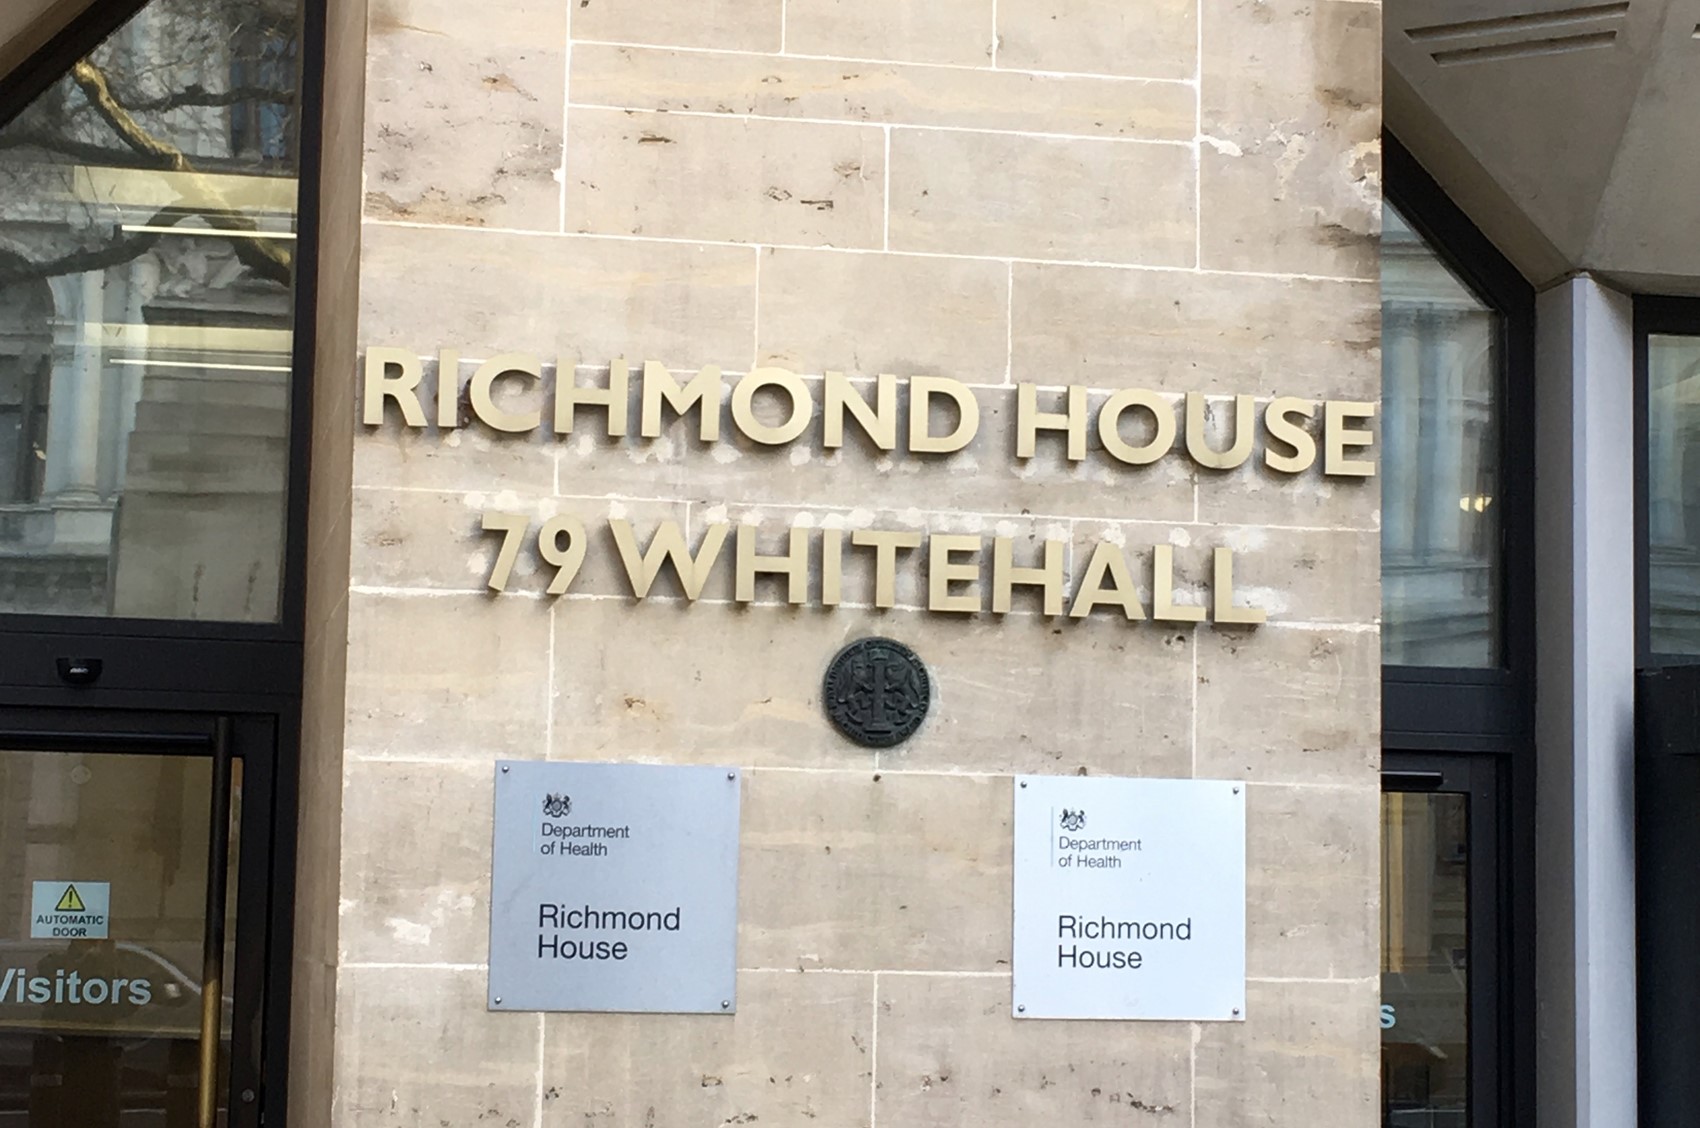 RICHMOND HOUSE
79 WHITEHALL
Department
of Health
Richmond
House
Department
of Health
Richmond
House
AUTOMATIC
DOOR
Visitors
s